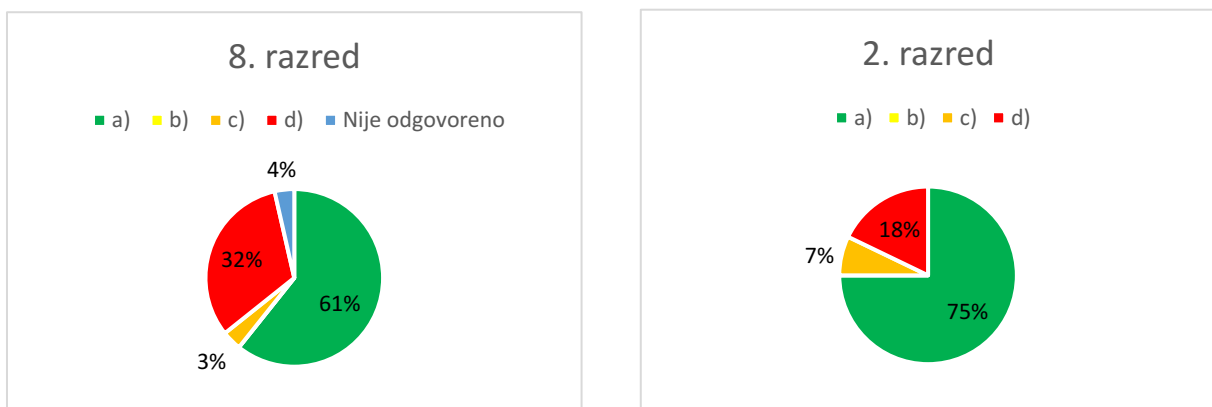 8. razred
a) b) c) d) Nije odgovoreno
4%
32%
61%
3%
2. razred
a) b) c) d)
18%
7%
75%